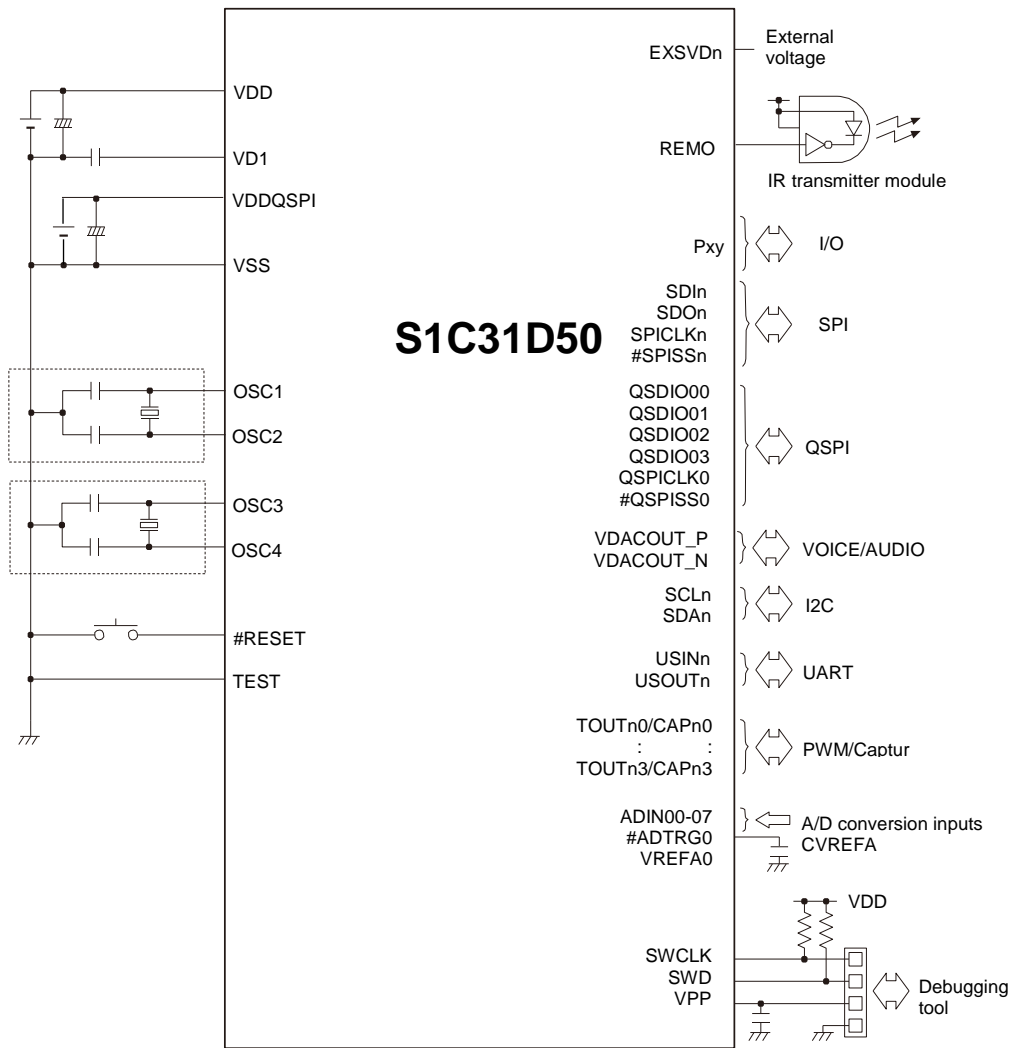 EXSVDn
External
voltage
VDD
VD1
REMO
IR transmitter module
VDDQSPI
VSS
Pxy
I/O
S1C31D50
SDIn
SDOn
SPICLKn
#SPISSn
SPI
OSC1
OSC2
QSDIO00
QSDIO01
QSDIO02
QSDIO03
QSPICLK0
#QSPISS0
QSPI
OSC3
OSC4
VDACOUT_P
VDACOUT_N
VOICE/AUDIO
SCLn
SDAn
I2C
#RESET
TEST
USINn
USOUTn
UART
TOUTn0/CAPn0
: :
TOUTn3/CAPn3
PWM/Captur
ADIN00-07
#ADTRG0
VREFA0
A/D conversion inputs
CVREFA
VDD
SWCLK
SWD
VPP
Debugging
tool